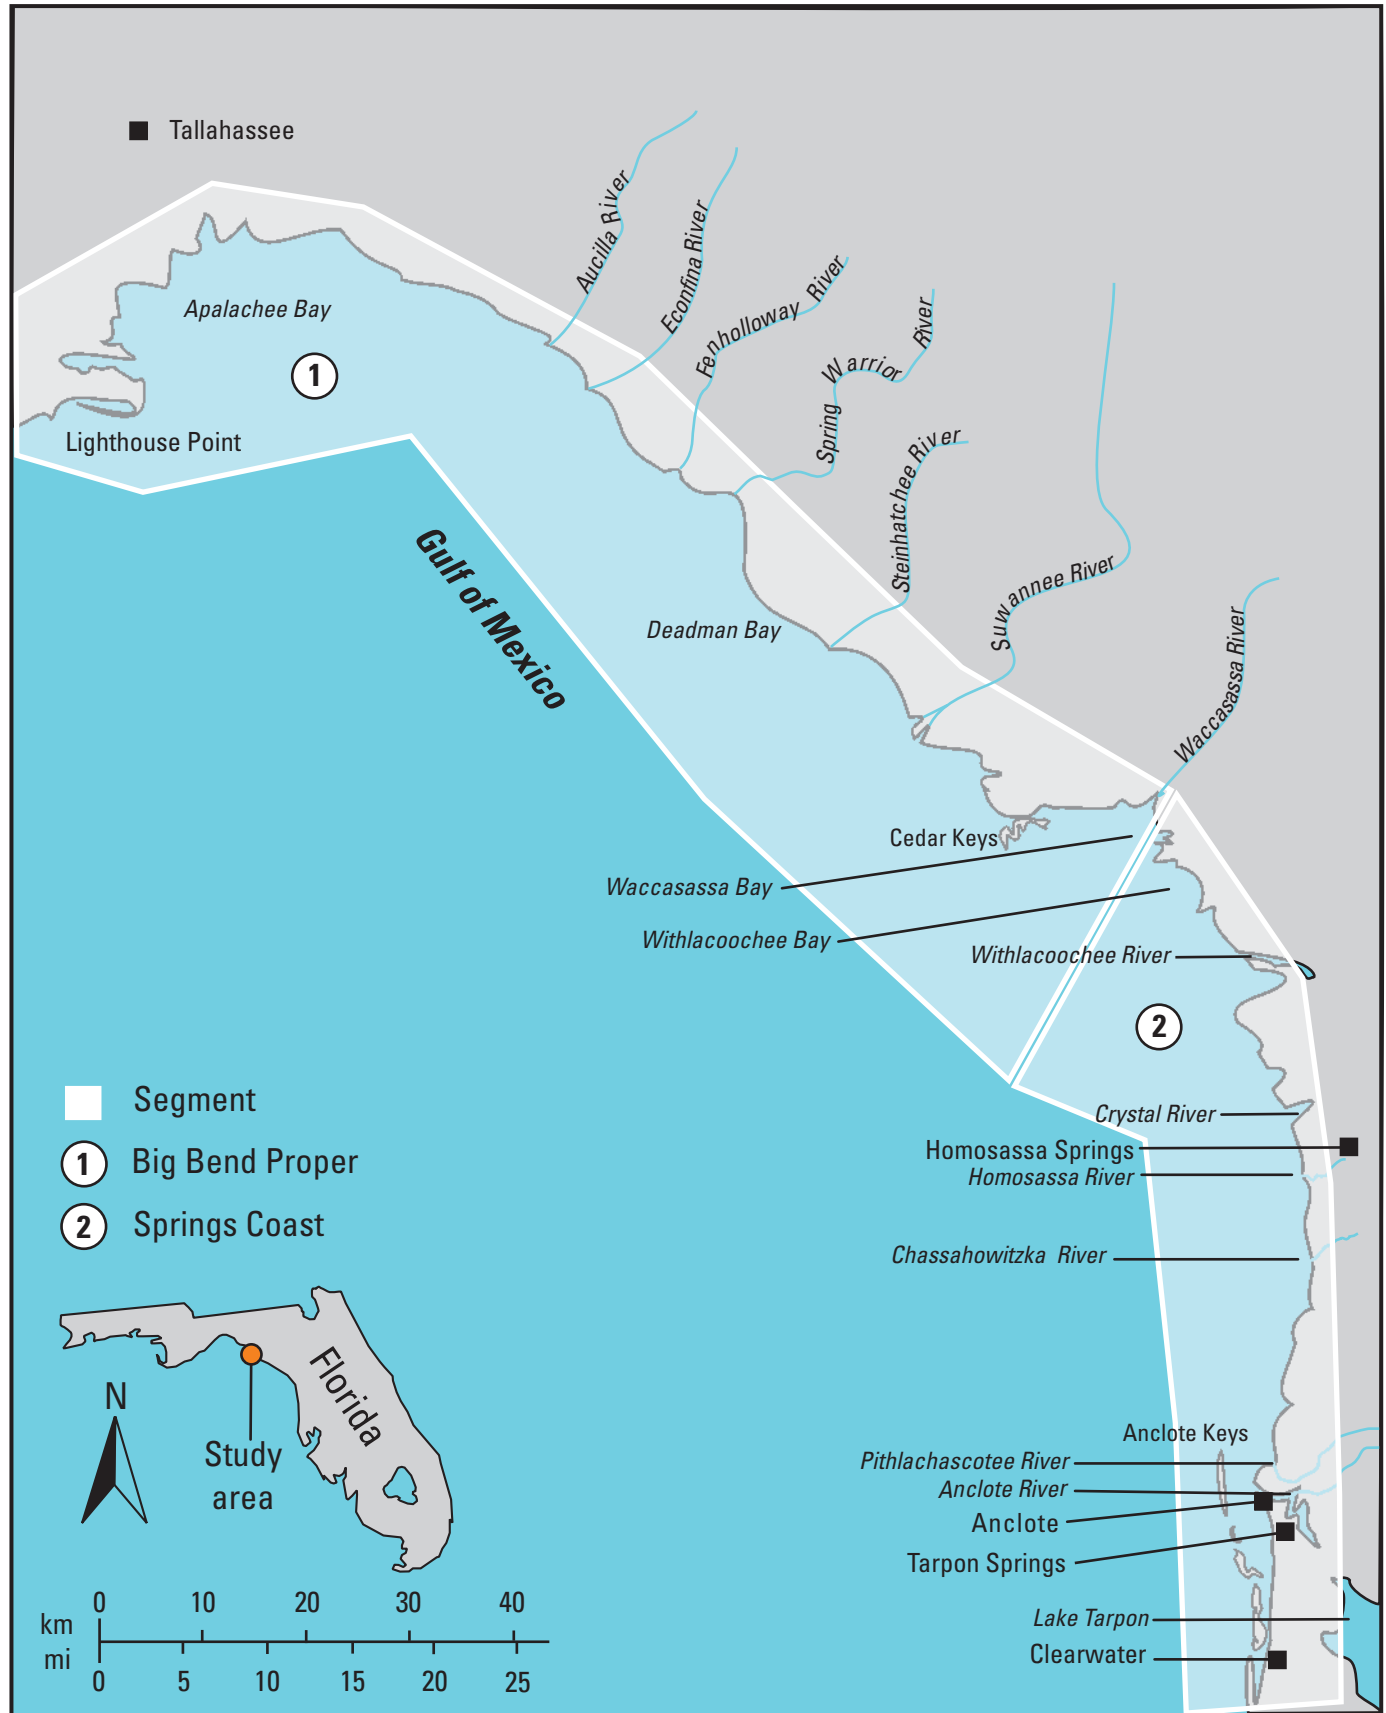 Tallahassee
Aucilla River
Econfina River
Fenholloway River
Spring Warrior River
Steinhatchee River
Suwannee River
Waccasassa River
Apalachee Bay
1
Lighthouse Point
Gulf of Mexico
Deadman Bay
Cedar Keys
Waccasassa Bay
Withlacoochee Bay
Withlacoochee River
2
Crystal River
Homosassa Springs
Homosassa River
Chassahowitzka River
Anclote Keys
Pithlachascotee River
Anclote River
Anclote
Tarpon Springs
Lake Tarpon
Clearwater
Segment
1 Big Bend Proper
2 Springs Coast
Florida
N
Study
area
0 10 20 30 40
km
mi
0 5 10 15 20 25